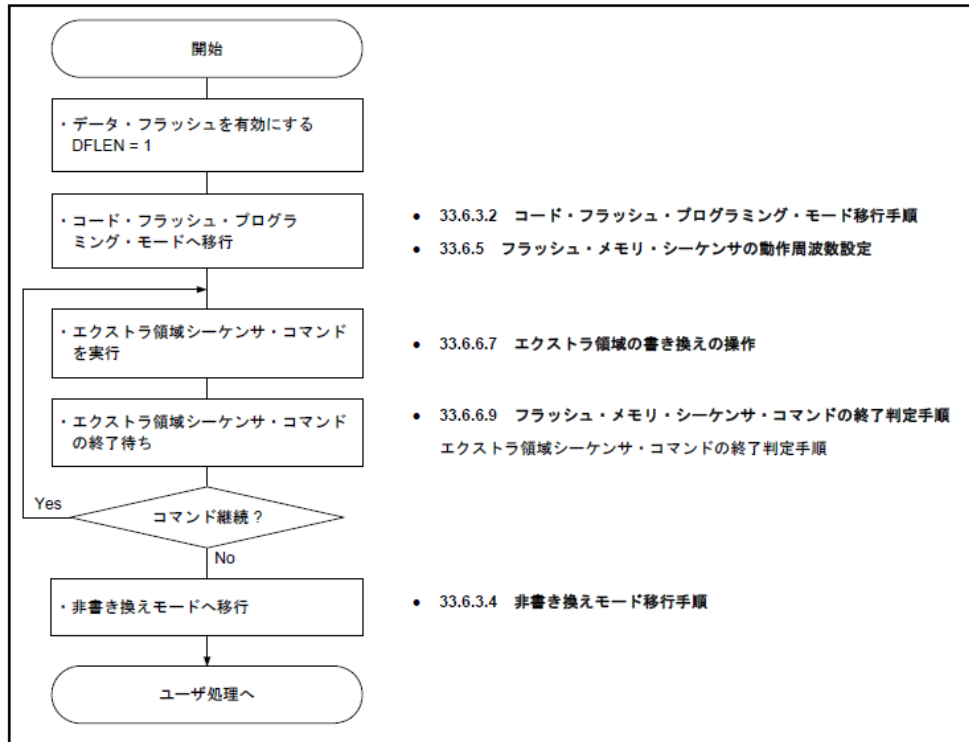 開始
・データ・フラッシュを有効にする
DFLEN = 1
・コード・フラッシュ・プログラ
ミング・モードへ移行
● 33.6.3.2 コード・フラッシュ・プログラミング・モード移行手順
● 33.6.5 フラッシュ・メモリ・シーケンサの動作周波数設定
・エクストラ領域シーケンサ・コマンド
を実行
● 33.6.6.7 エクストラ領域の書き換えの操作
・エクストラ領域シーケンサ・コマンド
の終了待ち
● 33.6.6.9 フラッシュ・メモリ・シーケンサ・コマンドの終了判定手順
エクストラ領域シーケンサ・コマンドの終了判定手順
Yes
コマンド継続？
No
・非書き換えモードへ移行
● 33.6.3.4 非書き換えモード移行手順
ユーザ処理へ